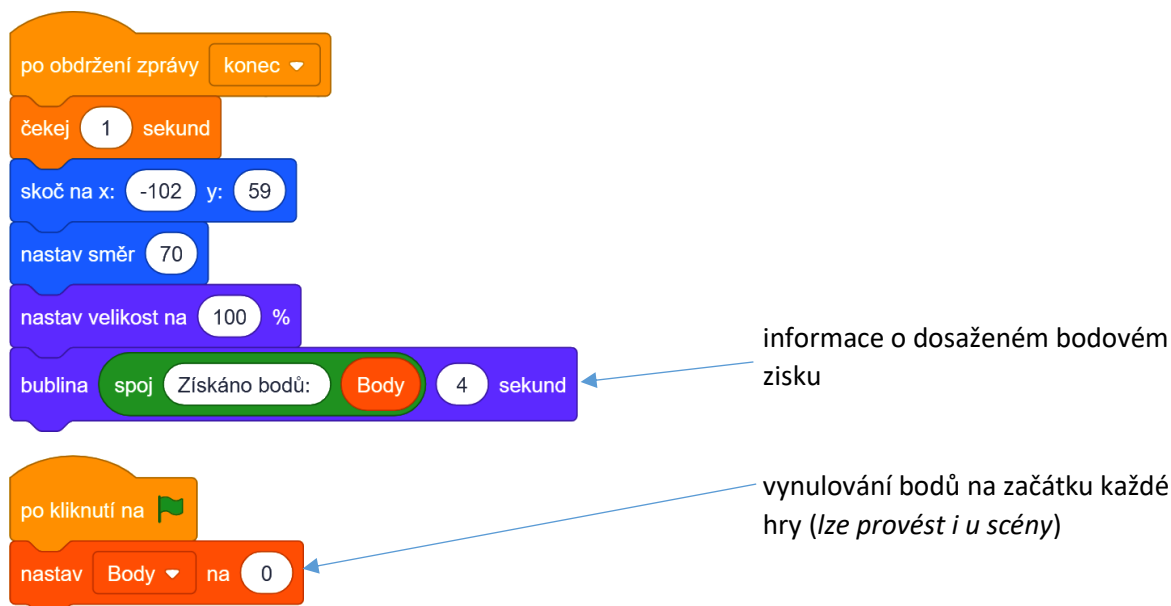 po obdržení zprávy konec
čekej 1 sekund
skoč na x: -102 y: 59
nastav směr 70
nastav velikost na 100 %
bublina spoj Získáno bodů: Body 4 sekund
informace o dosaženém bodovém
zisku
po kliknutí na
nastav Body na 0
vynulování bodů na začátku každé
hry (lze provést i u scény)